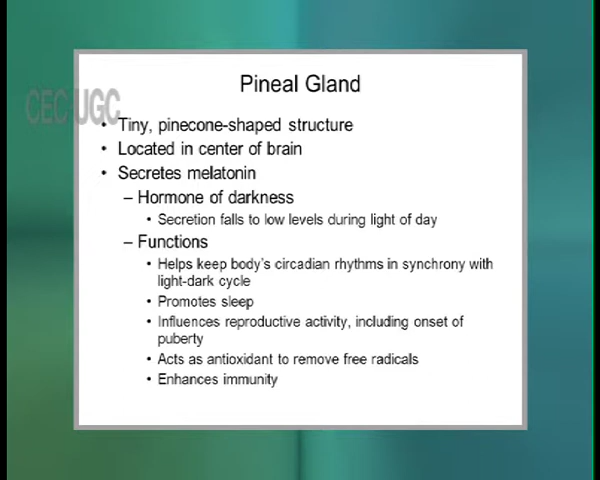 Pineal Gland
CEC UGC
• Tiny, pinecone-shaped structure
• Located in center of brain
• Secretes melatonin
– Hormone of darkness
• Secretion falls to low levels during light of day
– Functions
• Helps keep body's circadian rhythms in synchrony with
light-dark cycle
• Promotes sleep
• Influences reproductive activity, including onset of
puberty
• Acts as antioxidant to remove free radicals
• Enhances immunity